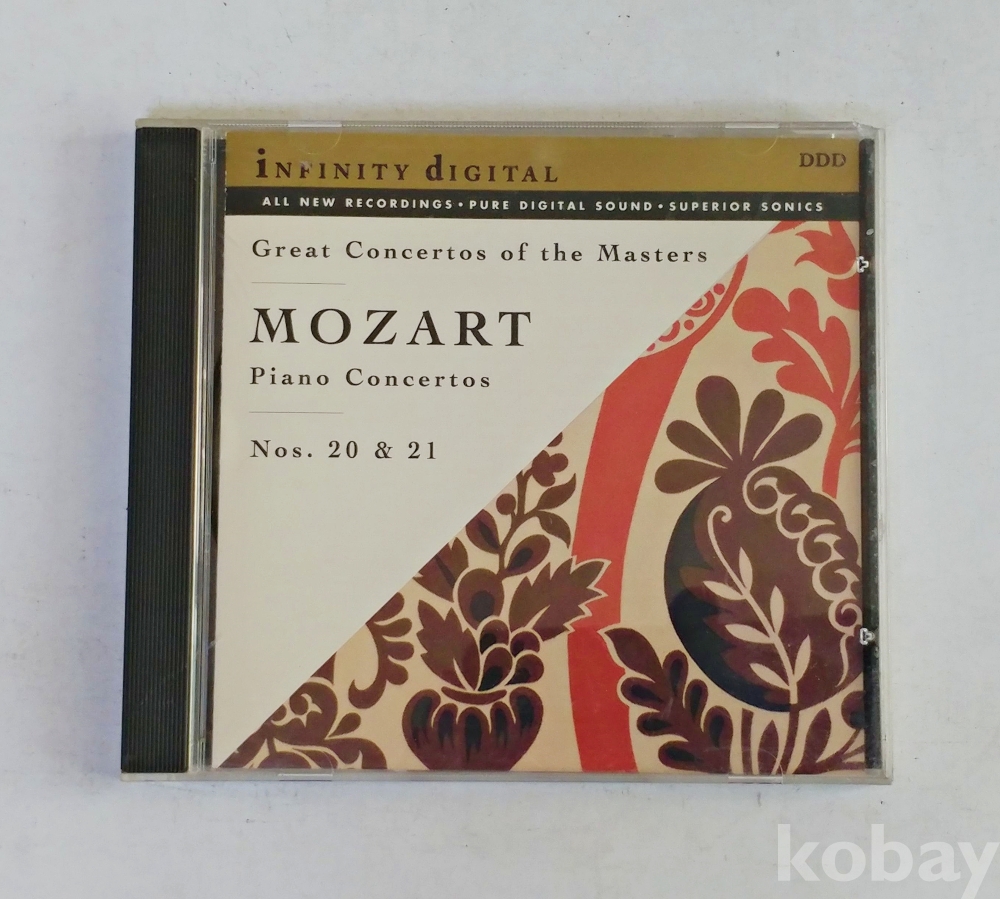 infinity digital
DDD
ALL NEW RECORDINGS • PURE DIGITAL SOUND • SUPERIOR SONICS
Great Concertos of the Masters
MOZART
Piano Concertos
Nos. 20 & 21
kobay